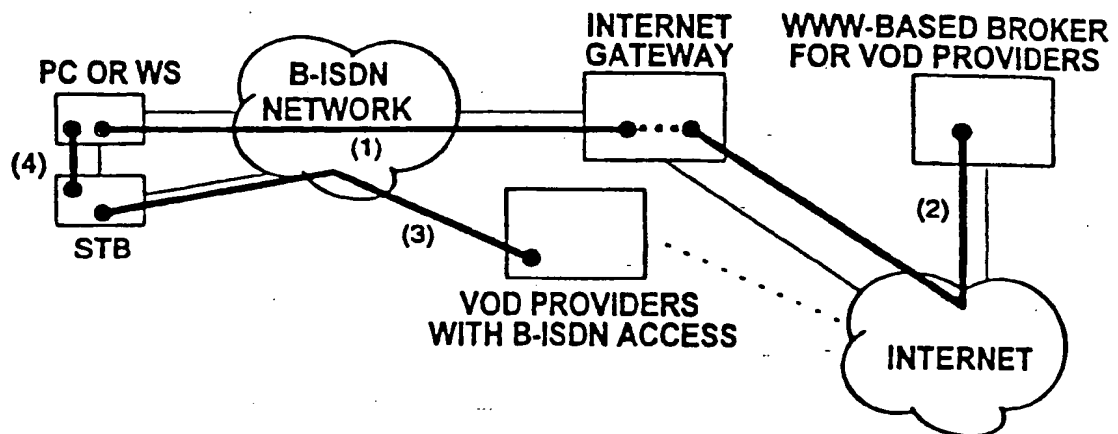 INTERNET
GATEWAY
WWW-BASED BROKER
FOR VOD PROVIDERS
PC OR WS
B-ISDN
NETWORK
(1)
(4)
STB
(3)
(2)
VOD PROVIDERS
WITH B-ISDN ACCESS
INTERNET